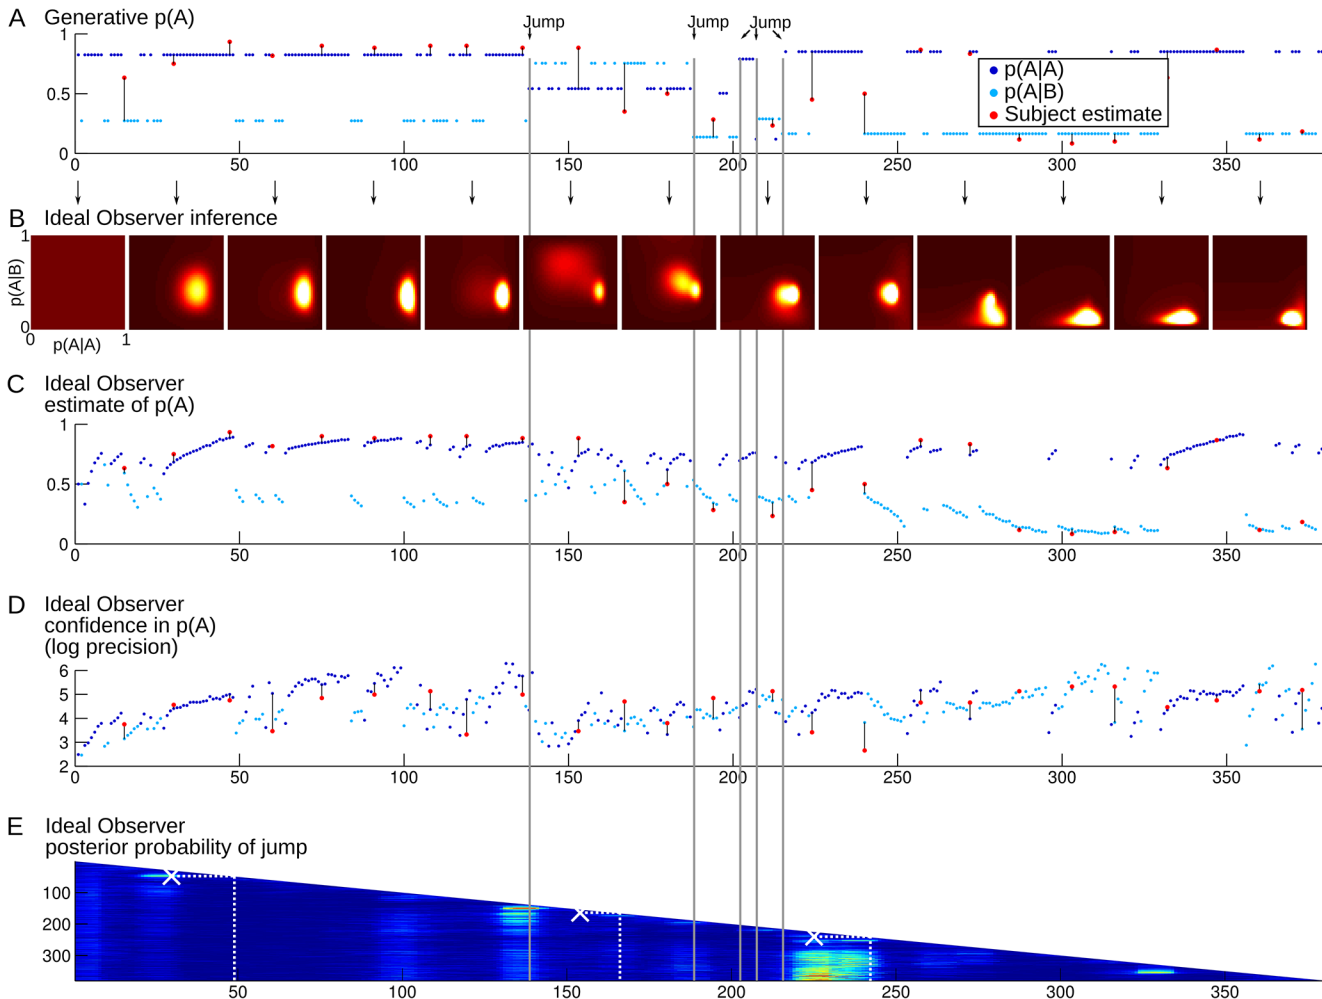 A Generative p(A)
Jump Jump Jump
1
0.5
0
p(A|A)
p(A|B)
Subject estimate
0 50 100 150 200 250 300 350
B Ideal Observer inference
1
p(A|B)
0
0 1
p(A|A)
C Ideal Observer
estimate of p(A)
1
0.5
0
0 50 100 150 200 250 300 350
D Ideal Observer
confidence in p(A)
(log precision)
6
5
4
3
2
0 50 100 150 200 250 300 350
E Ideal Observer
posterior probability of jump
100
200
300
50 100 150 200 250 300 350